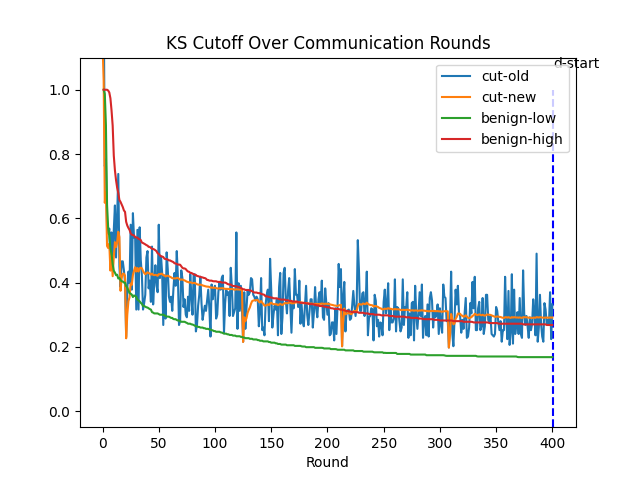 KS Cutoff Over Communication Rounds
d-start
cut-old
cut-new
benign-low
benign-high
1.0
0.8
0.6
0.4
0.2
0.0
0 50 100 150 200 250 300 350 400
Round